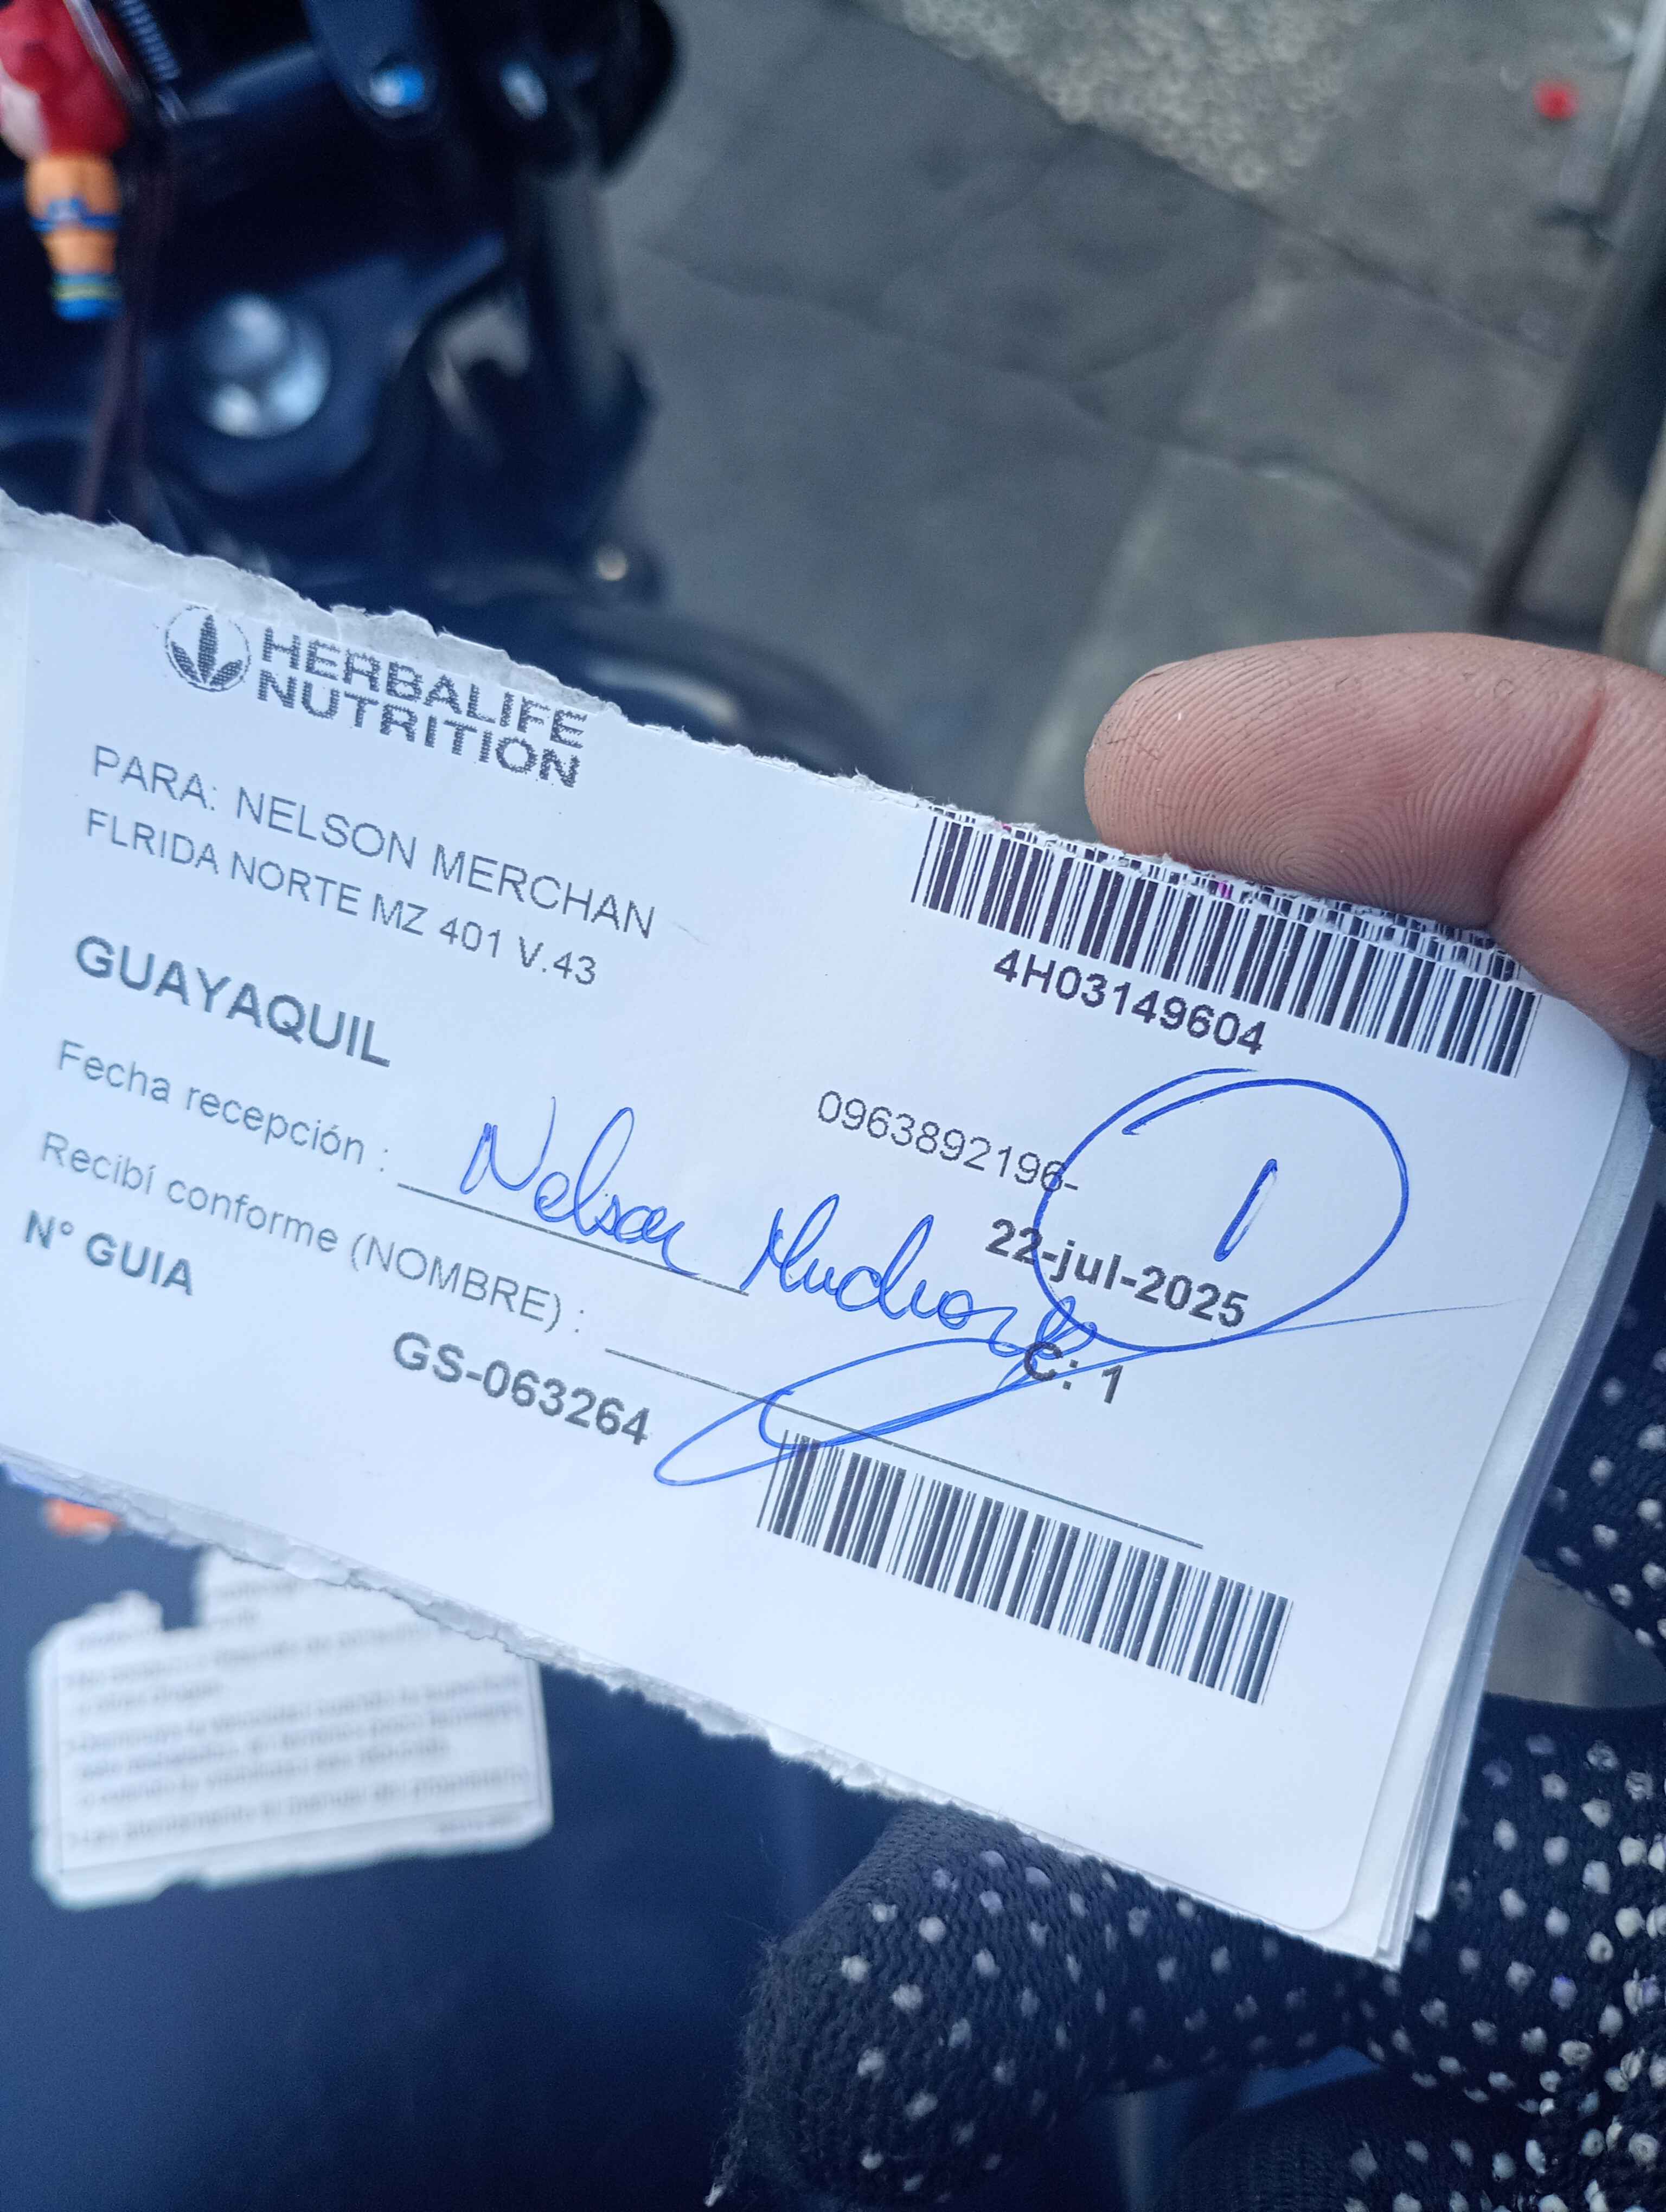 HERBALIFE
NUTRITION
PARA: NELSON MERCHAN
FLRIDA NORTE MZ 401 V.43
GUAYAQUIL
4H03149604
0963892196-
1
22-jul-2025
Fecha recepción :
Nelson
Recibí conforme (NOMBRE) :
C: 1
N° GUIA
GS-063264